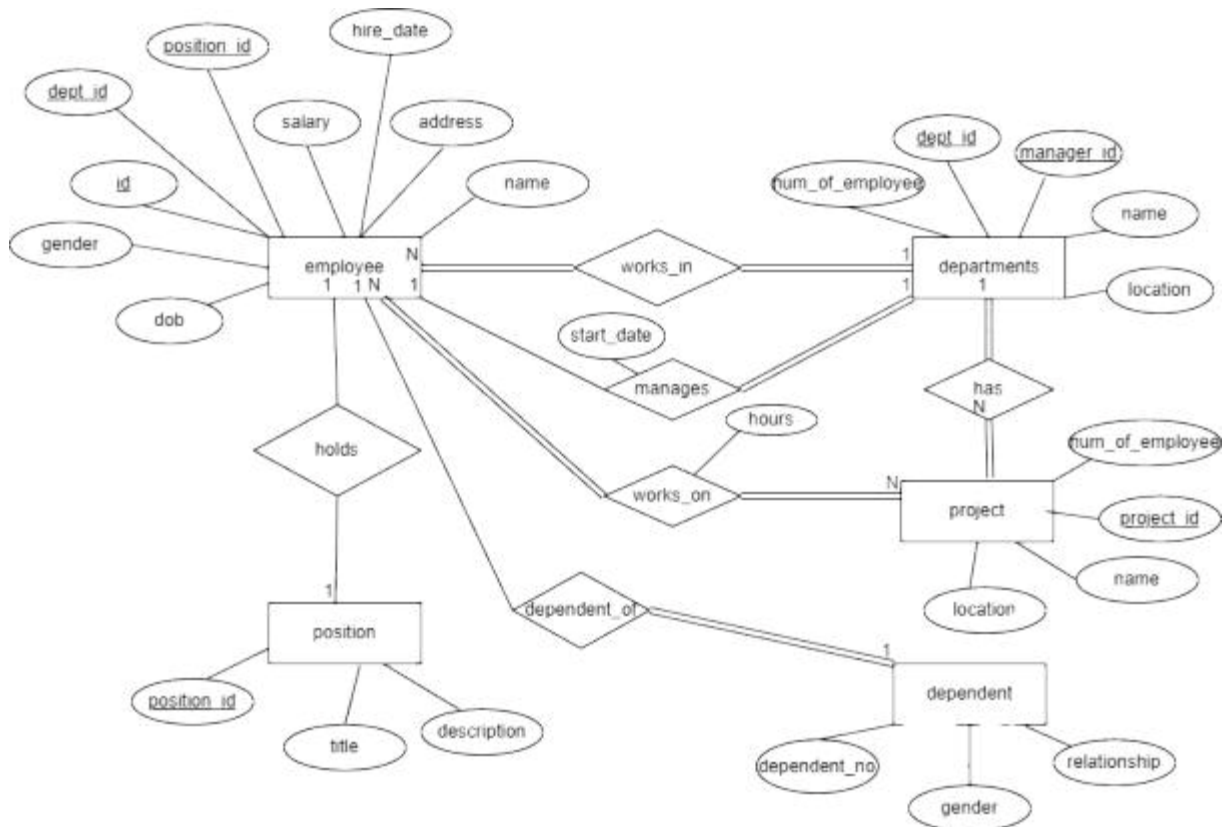 hire_date
position_id
dept_id
salary
address
dept_id
manager_id
id
name
num_of_employee
name
gender
employee
N
works_in
1
departments
location
1
1
N
1
1
1
dob
start_date
manages
has
N
hours
holds
num_of_employee
works_on
N
project
project_id
name
location
1
dependent_of
position
1
dependent
position_id
title
description
dependent_no
relationship
gender